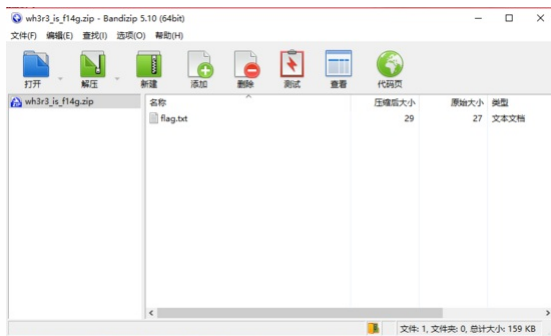 wh3r3_is_f14g.zip - Bandizip 5.10 (64bit)
文件(F) 编辑(E) 查找(I) 选项(O) 帮助(H)
打开 解压 新建 添加 删除 测试 查看 代码页
wh3r3_is_f14g.zip
名称 压缩后大小 原始大小 类型
flag.txt 29 27 文本文档
文件: 1, 文件夹: 0, 总计大小: 159 KB